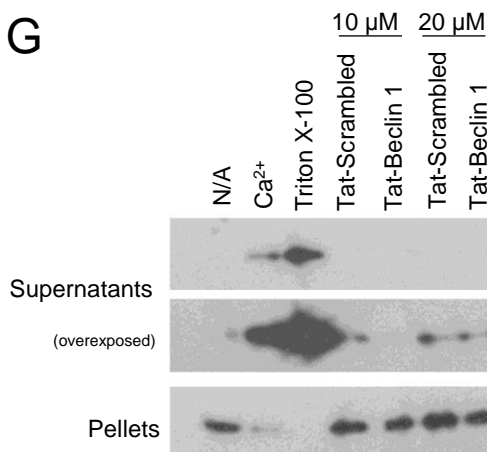 G
10 µM
20 µM
N/A
Ca²⁺
Triton X-100
Tat-Scrambled
Tat-Beclin 1
Tat-Scrambled
Tat-Beclin 1
Supernatants
(overexposed)
Pellets